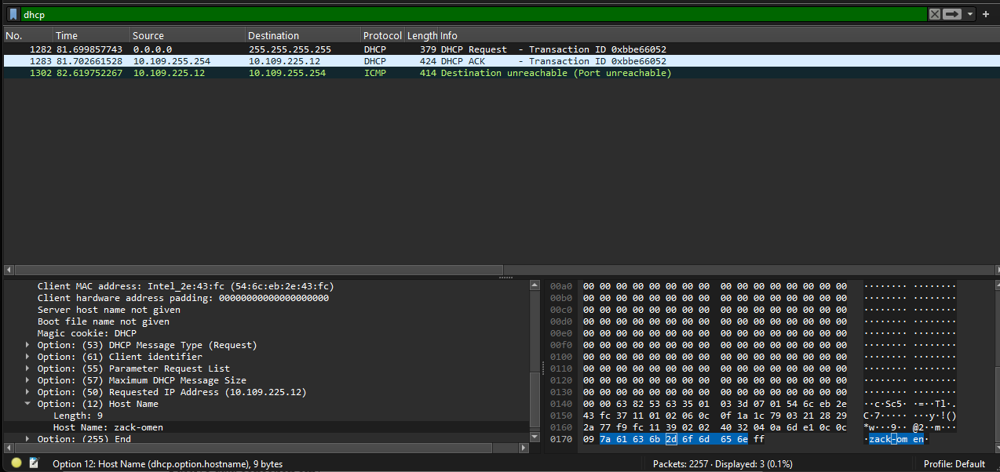 dhcp
No. Time Source Destination Protocol Length Info
1282 81.699857743 0.0.0.0 255.255.255.255 DHCP 379 DHCP Request - Transaction ID 0xbbe66052
1283 81.702661528 10.109.255.254 10.109.225.12 DHCP 424 DHCP ACK - Transaction ID 0xbbe66052
1302 82.619752267 10.109.225.12 10.109.255.254 ICMP 414 Destination unreachable (Port unreachable)
Client MAC address: Intel_2e:43:fc (54:6c:eb:2e:43:fc)
Client hardware address padding: 00000000000000000000
Server host name not given
Boot file name not given
Magic cookie: DHCP
Option: (53) DHCP Message Type (Request)
Option: (61) Client identifier
Option: (55) Parameter Request List
Option: (57) Maximum DHCP Message Size
Option: (50) Requested IP Address (10.109.225.12)
Option: (12) Host Name
Length: 9
Host Name: zack-omen
Option: (255) End
00a0 00 00 00 00 00 00 00 00 00 00 00 00 00 00 00 00 ········ ········
00b0 00 00 00 00 00 00 00 00 00 00 00 00 00 00 00 00 ········ ········
00c0 00 00 00 00 00 00 00 00 00 00 00 00 00 00 00 00 ········ ········
00d0 00 00 00 00 00 00 00 00 00 00 00 00 00 00 00 00 ········ ········
00e0 00 00 00 00 00 00 00 00 00 00 00 00 00 00 00 00 ········ ········
00f0 00 00 00 00 00 00 00 00 00 00 00 00 00 00 00 00 ········ ········
0100 00 00 00 00 00 00 00 00 00 00 00 00 00 00 00 00 ········ ········
0110 00 00 00 00 00 00 00 00 00 00 00 00 00 00 00 00 ········ ········
0120 00 00 00 00 00 00 00 00 00 00 00 00 00 00 00 00 ········ ········
0130 00 00 00 00 00 00 00 00 00 00 00 00 00 00 00 00 ········ ········
0140 00 00 63 82 53 63 35 01 03 3d 07 01 54 6c eb 2e ··c·Sc5· ·=··Tl·.
0150 43 fc 37 11 01 02 06 0c 0f 1a 1c 79 03 21 28 29 C·7····· ···y·!()
0160 2a 77 f9 fc 11 39 02 02 40 32 04 0a 6d e1 0c 0c *w···9·· @2··m···
0170 09 7a 61 63 6b 2d 6f 6d 65 6e ff ·zack-om en·
Option 12: Host Name (dhcp.option.hostname), 9 bytes Packets: 2257 · Displayed: 3 (0.1%) Profile: Default